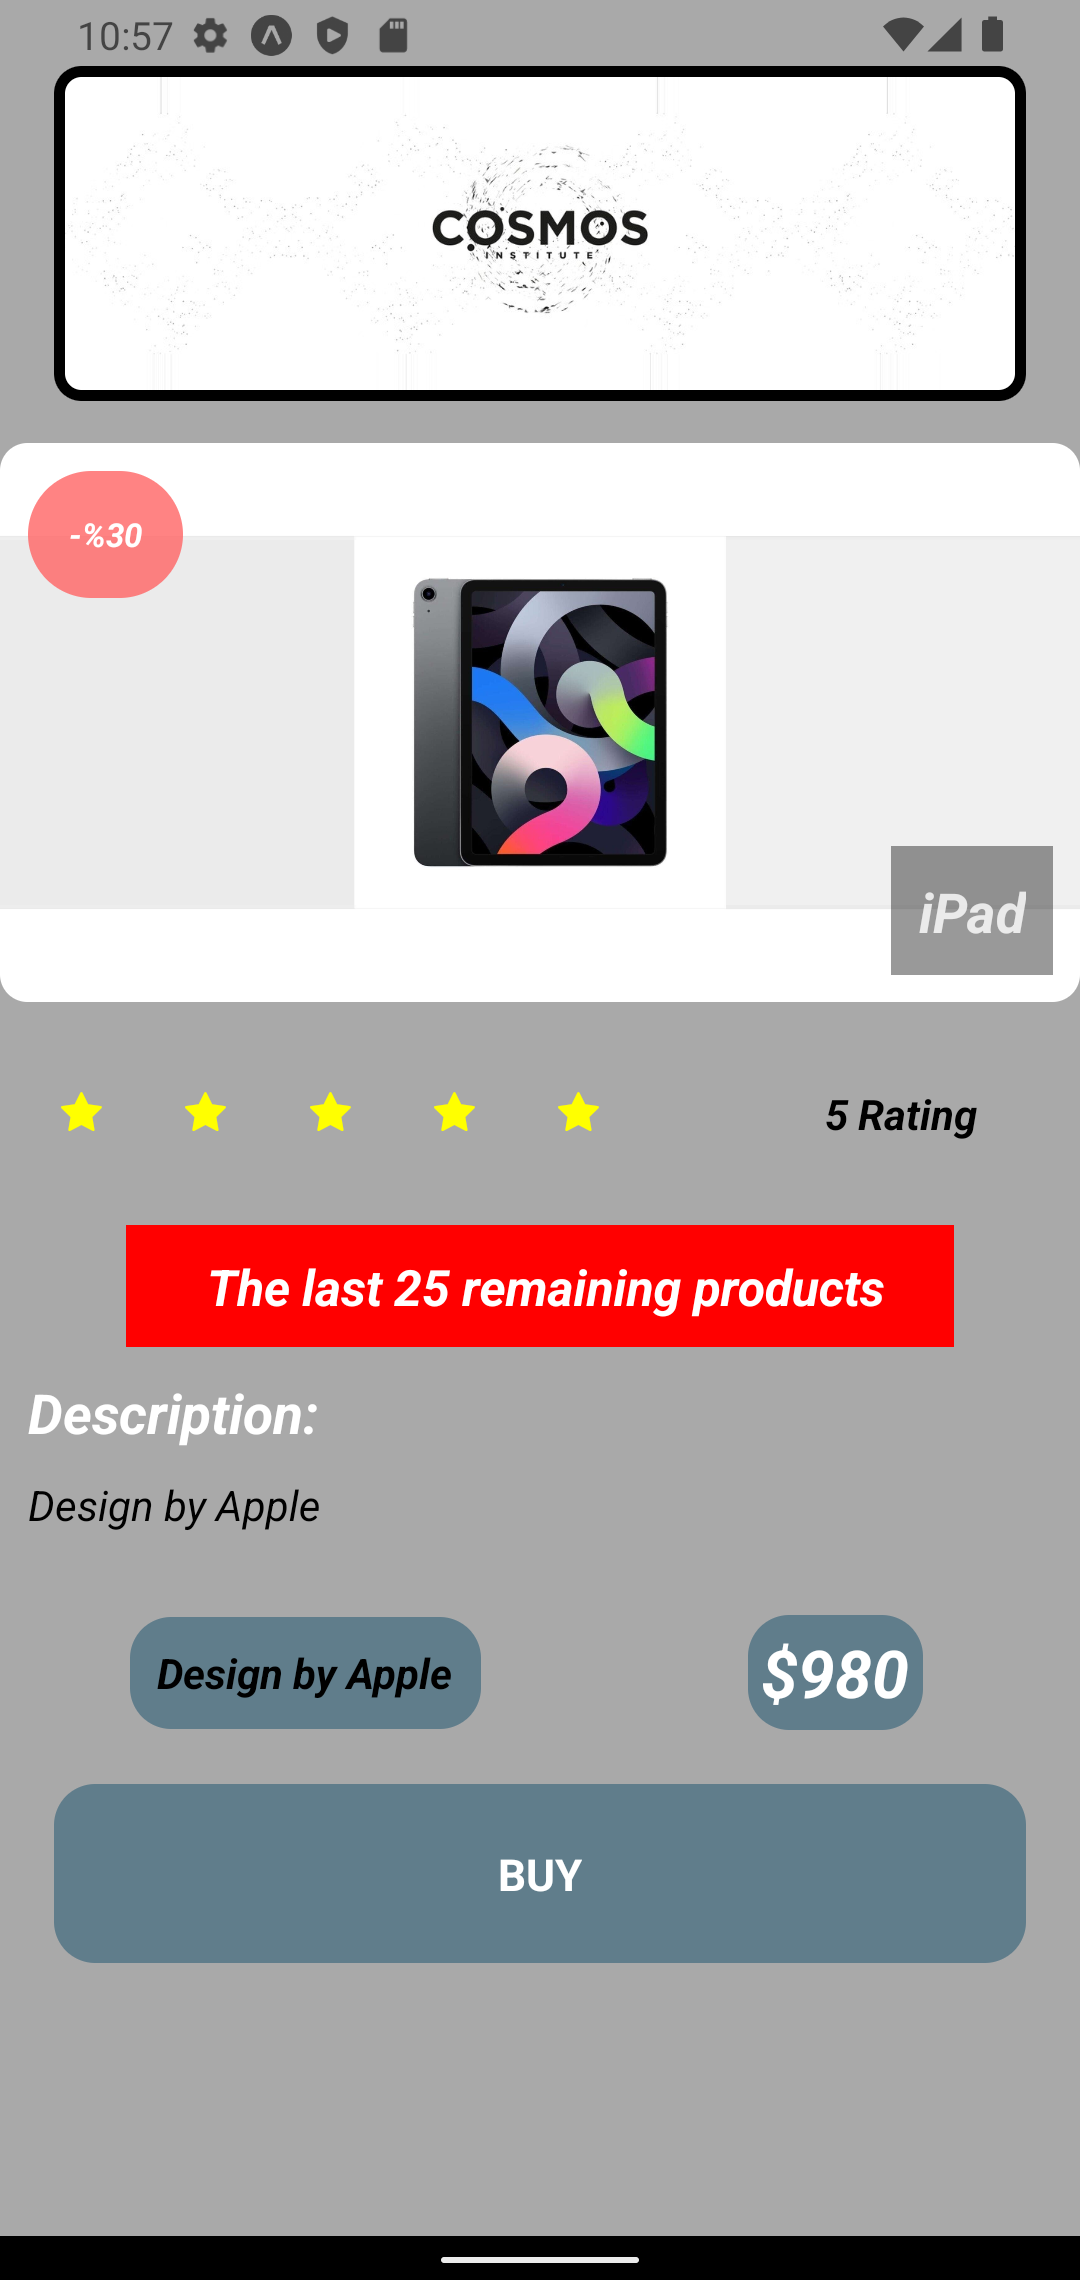 10:57
COSMOS
INSTITUTE
-%30
iPad
5 Rating
The last 25 remaining products
Description:
Design by Apple
Design by Apple
$980
BUY